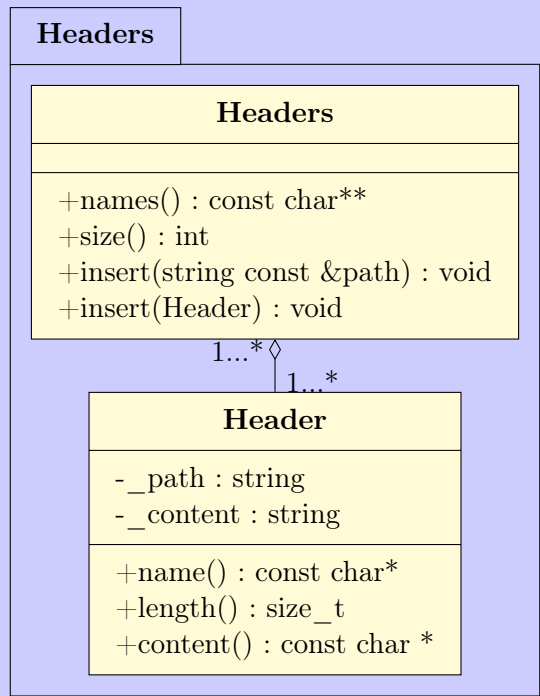 Headers
Headers
+names() : const char**
+size() : int
+insert(string const &path) : void
+insert(Header) : void
1...*
1...*
Header
-_path : string
-_content : string
+name() : const char*
+length() : size_t
+content() : const char *